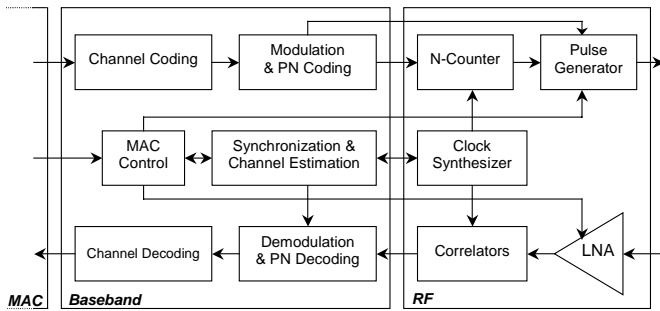 Channel Coding
Modulation
& PN Coding
N-Counter
Pulse
Generator
MAC
Control
Synchronization &
Channel Estimation
Clock
Synthesizer
Channel Decoding
Demodulation
& PN Decoding
Correlators
LNA
MAC
Baseband
RF